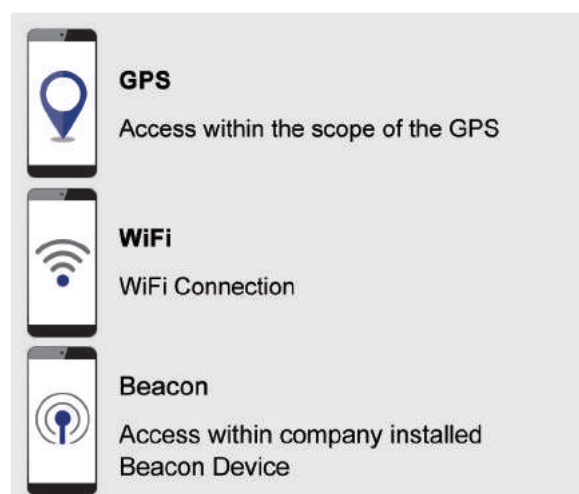 GPS
Access within the scope of the GPS
WiFi
WiFi Connection
Beacon
Access within company installed
Beacon Device